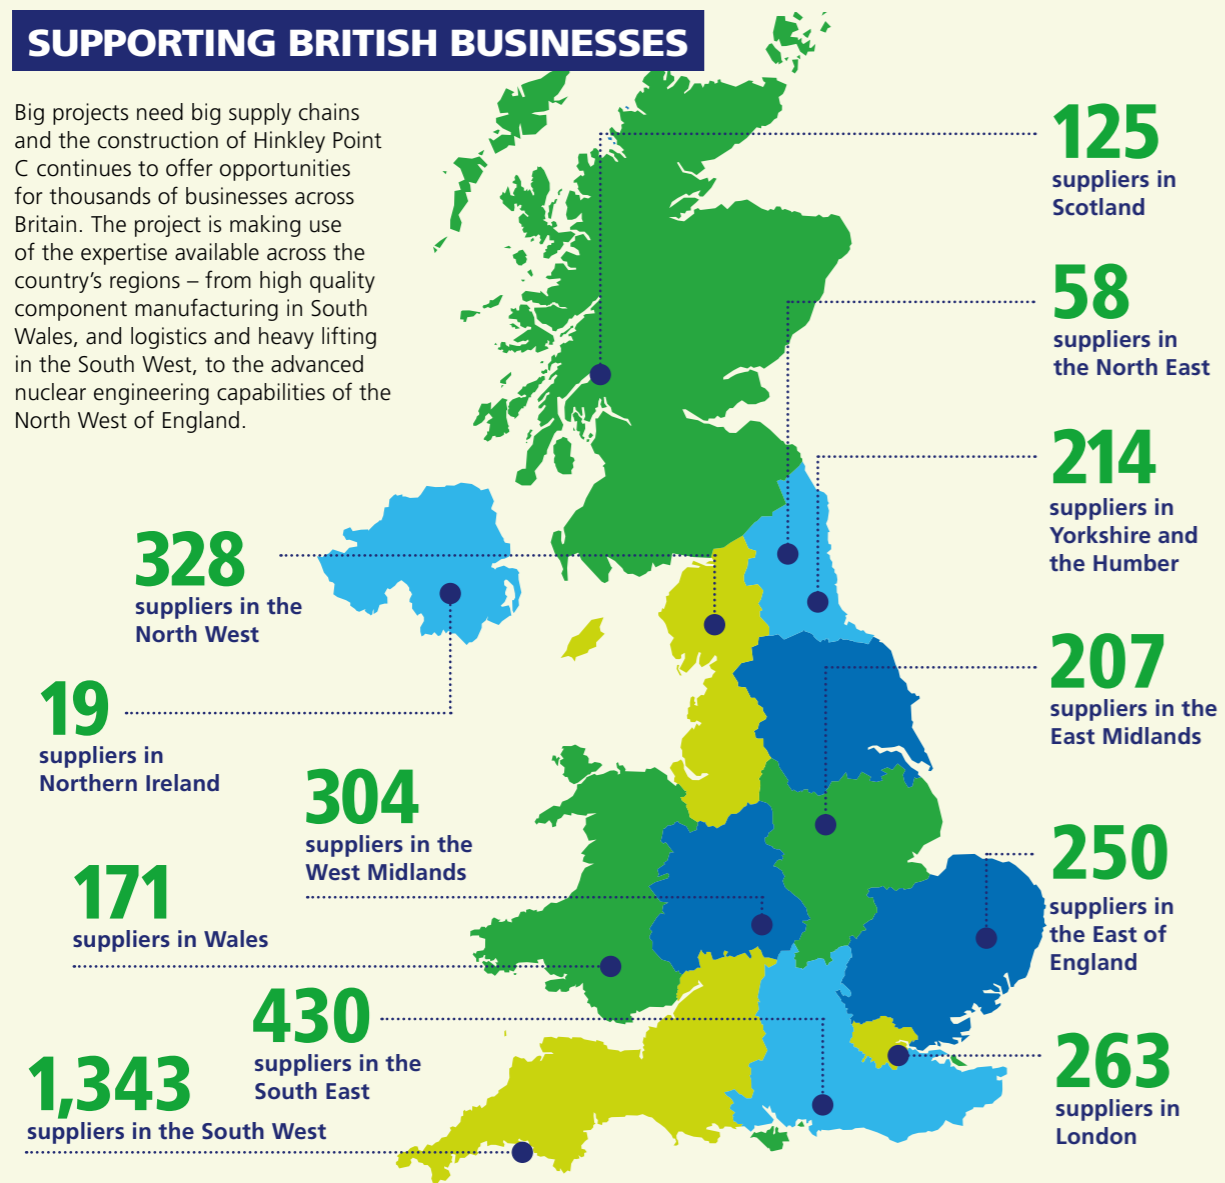 SUPPORTING BRITISH BUSINESSES
Big projects need big supply chains
and the construction of Hinkley Point
C continues to offer opportunities
for thousands of businesses across
Britain. The project is making use
of the expertise available across the
country’s regions – from high quality
component manufacturing in South
Wales, and logistics and heavy lifting
in the South West, to the advanced
nuclear engineering capabilities of the
North West of England.
125
suppliers in
Scotland
58
suppliers in
the North East
214
suppliers in
Yorkshire and
the Humber
328
suppliers in the
North West
207
suppliers in the
East Midlands
19
suppliers in
Northern Ireland
304
suppliers in the
West Midlands
250
suppliers in
the East of
England
171
suppliers in Wales
430
suppliers in the
South East
263
suppliers in
London
1,343
suppliers in the South West